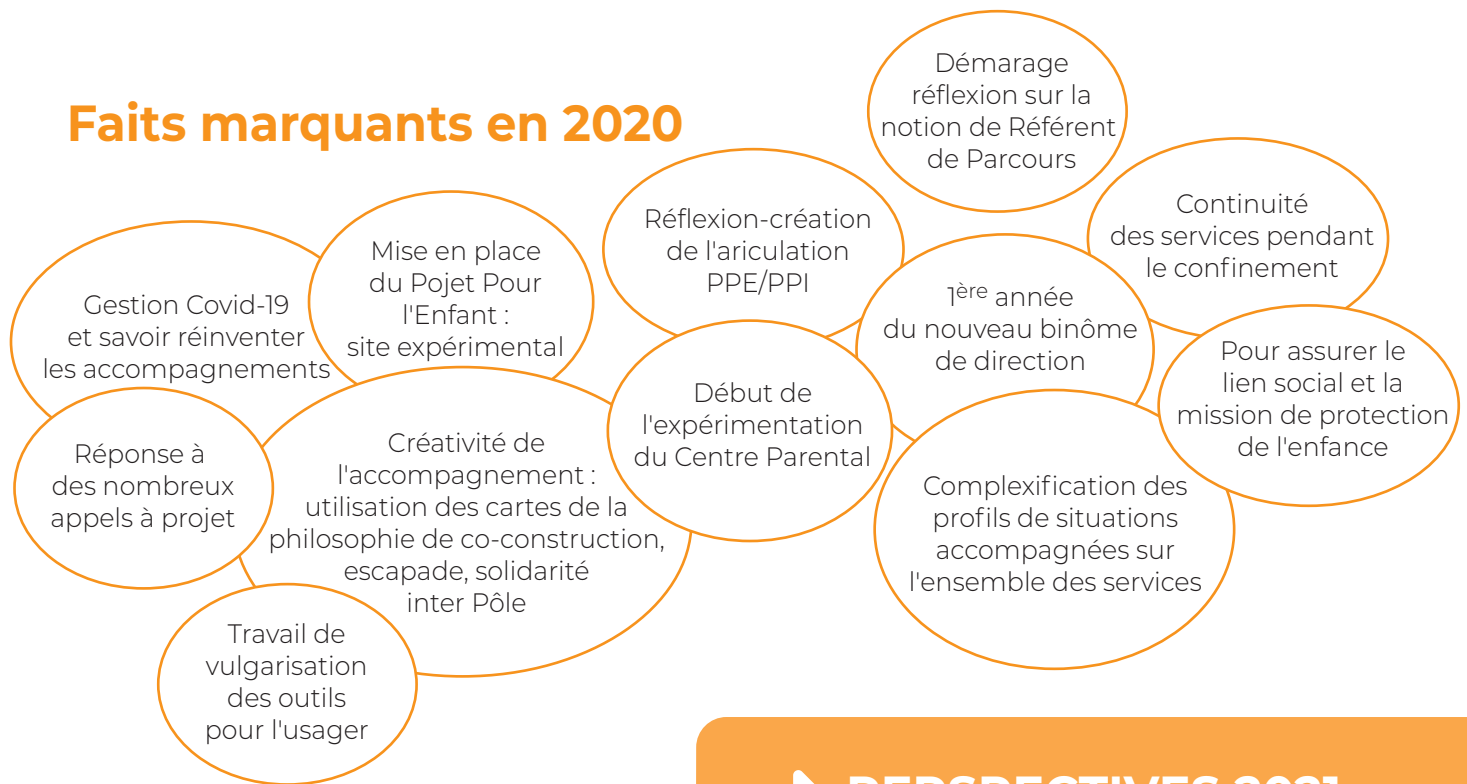 Faits marquants en 2020
Démarage
réflexion sur la
notion de Référent
de Parcours
Réflexion-création
de l'ariculation
PPE/PPI
Continuité
des services pendant
le confinement
Mise en place
du Pojet Pour
l'Enfant :
site expérimental
Gestion Covid-19
et savoir réinventer
les accompagnements
1ère année
du nouveau binôme
de direction
Pour assurer le
lien social et la
mission de protection
de l'enfance
Début de
l'expérimentation
du Centre Parental
Réponse à
des nombreux
appels à projet
Créativité de
l'accompagnement :
utilisation des cartes de la
philosophie de co-construction,
escapade, solidarité
inter Pôle
Complexification des
profils de situations
accompagnées sur
l'ensemble des services
Travail de
vulgarisation
des outils
pour l'usager
PERSPECTIVES 2021